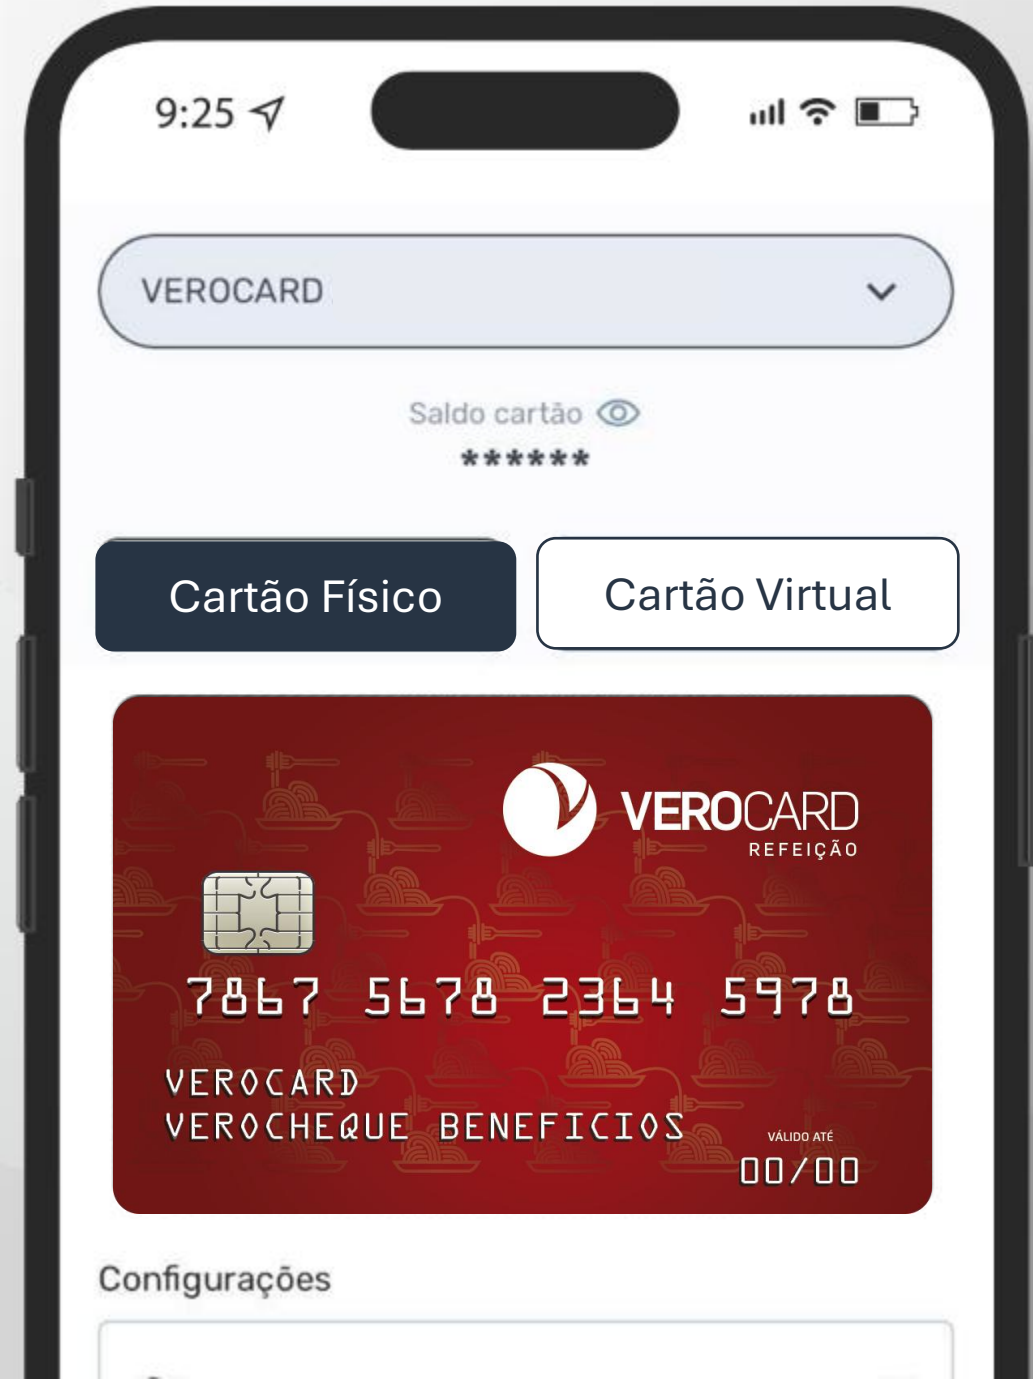 9:25
VEROCARD
Saldo cartão
******
Cartão Físico
Cartão Virtual
VEROCARD
REFEIÇÃO
7867 5678 2364 5978
VEROCARD
VEROCHEQUE BENEFICIOS
VÁLIDO ATÉ
00/00
Configurações